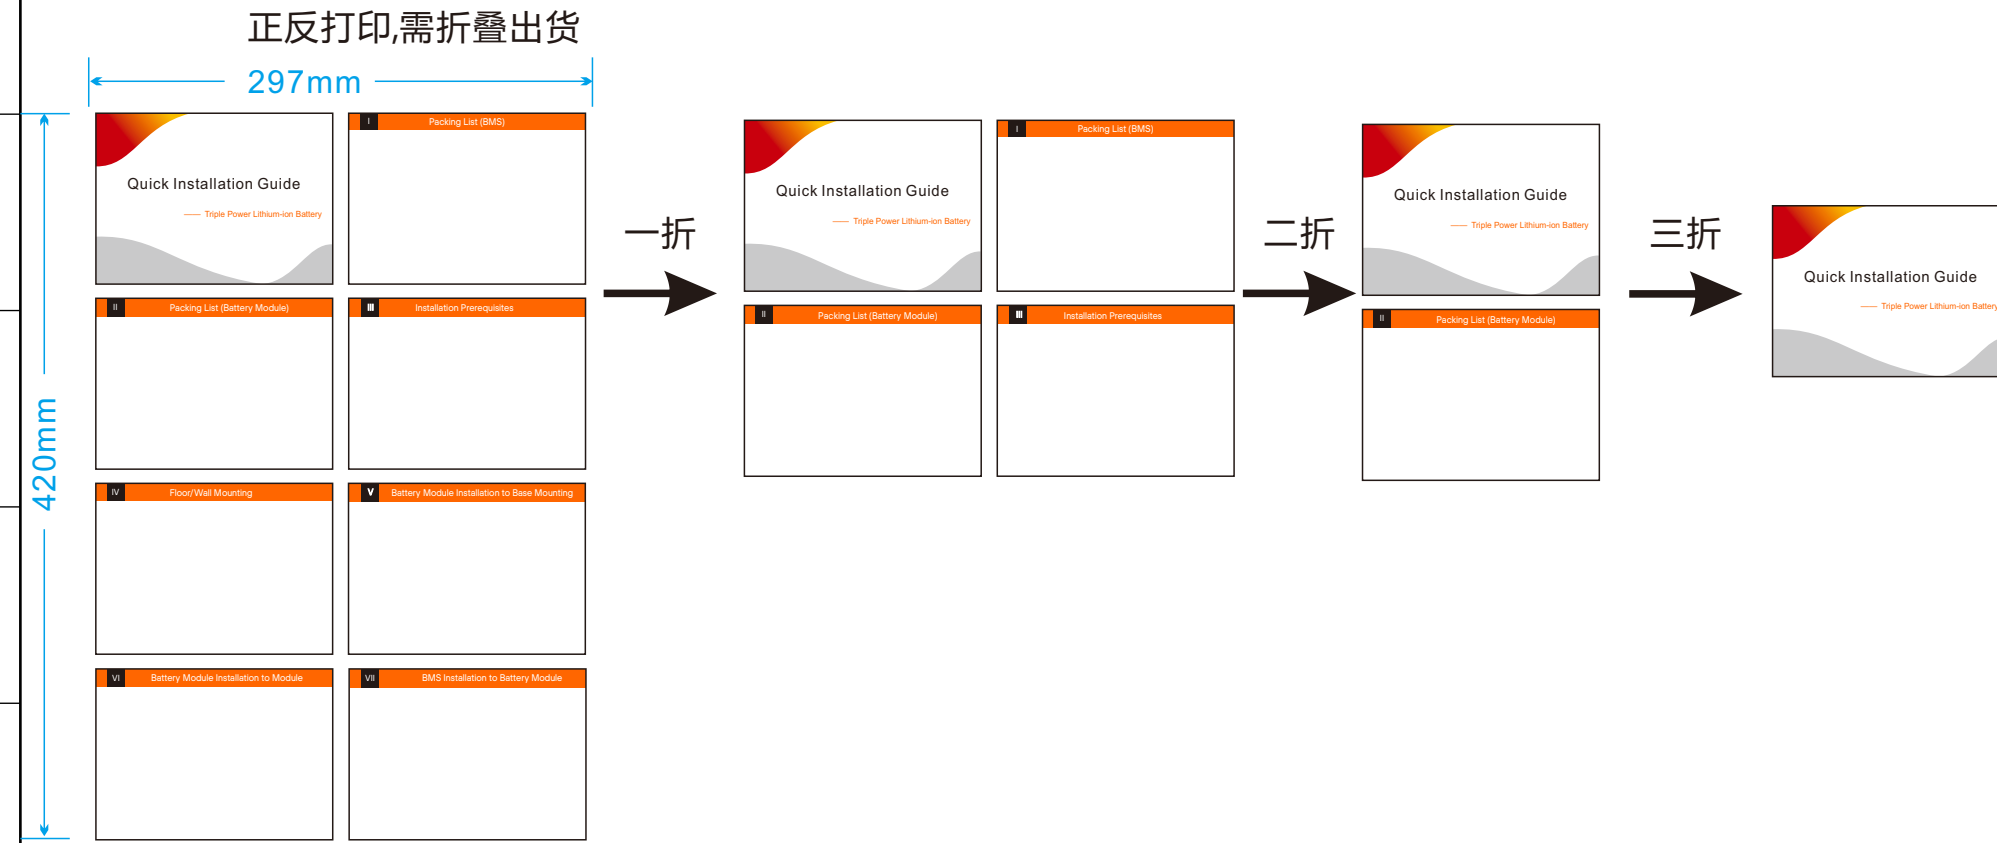 正反打印,需折叠出货
297mm
420mm
Quick Installation Guide
—— Triple Power Lithium-ion Battery
I Packing List (BMS)
II Packing List (Battery Module)
III Installation Prerequisites
IV Floor/Wall Mounting
V Battery Module Installation to Base Mounting
VI Battery Module Installation to Module
VII BMS Installation to Battery Module
一折
Quick Installation Guide
—— Triple Power Lithium-ion Battery
I Packing List (BMS)
II Packing List (Battery Module)
III Installation Prerequisites
二折
Quick Installation Guide
—— Triple Power Lithium-ion Battery
II Packing List (Battery Module)
三折
Quick Installation Guide
—— Triple Power Lithium-ion Battery